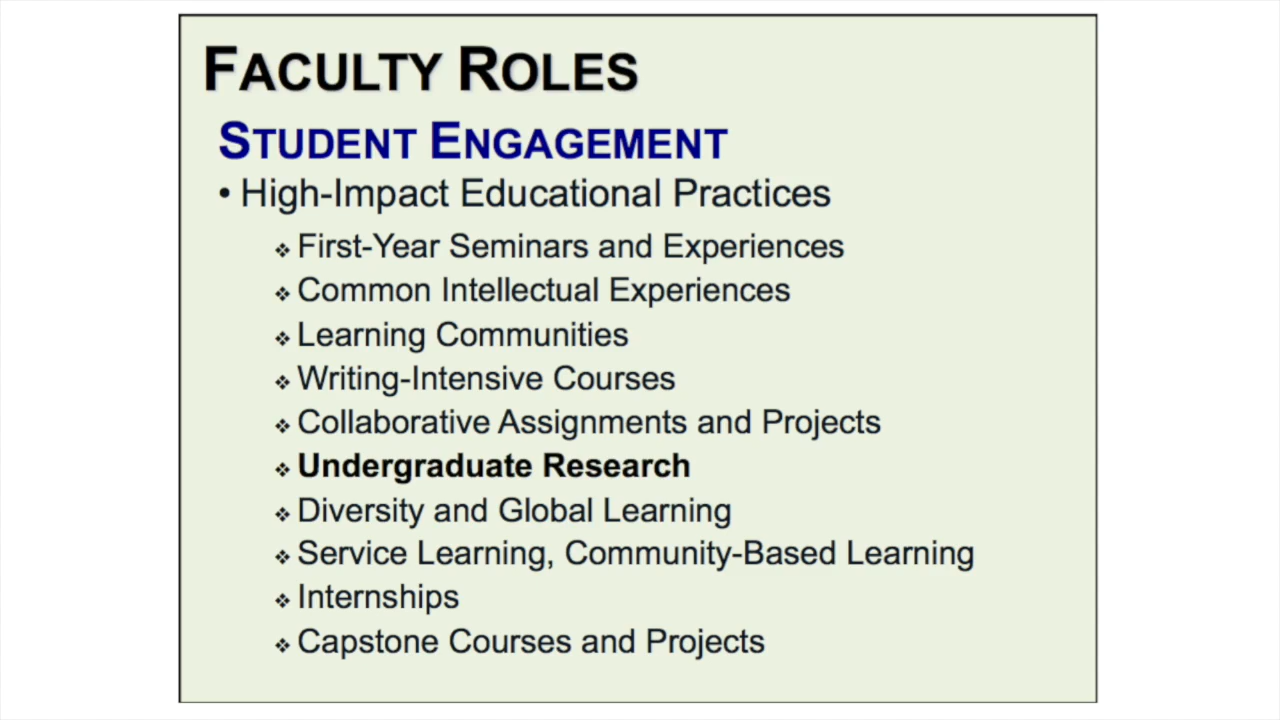 FACULTY ROLES
STUDENT ENGAGEMENT
• High-Impact Educational Practices
❖ First-Year Seminars and Experiences
❖ Common Intellectual Experiences
❖ Learning Communities
❖ Writing-Intensive Courses
❖ Collaborative Assignments and Projects
❖ Undergraduate Research
❖ Diversity and Global Learning
❖ Service Learning, Community-Based Learning
❖ Internships
❖ Capstone Courses and Projects